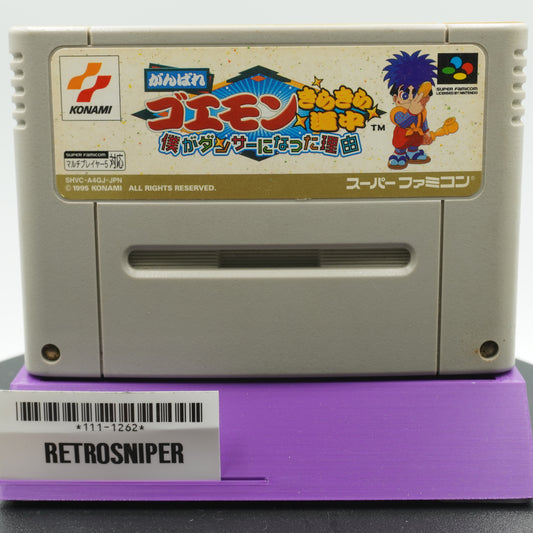 KONAMI
がんばれ
ゴエモン
きらきら
道中
TM
僕がダンサーになった理由
SUPER FAMICOM
LICENSED BY NINTENDO
SUPER FAMICOM
マルチプレイヤー5 対応
SHVC-A4GJ-JPN
© 1995 KONAMI ALL RIGHTS RESERVED.
スーパーファミコン
*111-1262*
RETROSNIPER